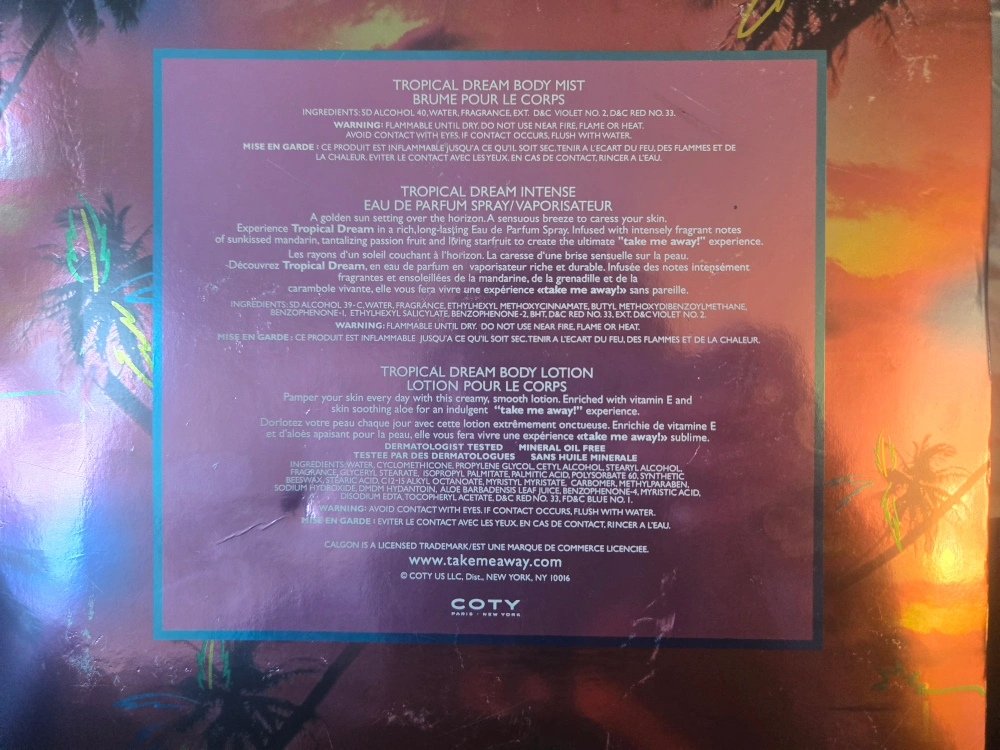 TROPICAL DREAM BODY MIST
BRUME POUR LE CORPS
INGREDIENTS: SD ALCOHOL 40, WATER, FRAGRANCE, EXT. D&C VIOLET NO. 2, D&C RED NO. 33.
WARNING: FLAMMABLE UNTIL DRY. DO NOT USE NEAR FIRE, FLAME OR HEAT.
AVOID CONTACT WITH EYES. IF CONTACT OCCURS, FLUSH WITH WATER.
MISE EN GARDE : CE PRODUIT EST INFLAMMABLE JUSQU'A CE QU'IL SOIT SEC. TENIR A L'ECART DU FEU, DES FLAMMES ET DE
LA CHALEUR. EVITER LE CONTACT AVEC LES YEUX. EN CAS DE CONTACT, RINCER A L'EAU.
TROPICAL DREAM INTENSE
EAU DE PARFUM SPRAY/VAPORISATEUR
A golden sun setting over the horizon. A sensuous breeze to caress your skin.
Experience Tropical Dream in a rich, long-lasting Eau de Parfum Spray. Infused with intensely fragrant notes
of sunkissed mandarin, tantalizing passion fruit and living starfruit to create the ultimate "take me away!" experience.
Les rayons d'un soleil couchant à l'horizon. La caresse d'une brise sensuelle sur la peau.
Découvrez Tropical Dream, en eau de parfum en vaporisateur riche et durable. Infusée des notes intensément
fragrantes et ensoleillées de la mandarine, de la grenadille et de la
carambole vivante, elle vous fera vivre une expérience «take me away!» sans pareille.
INGREDIENTS: SD ALCOHOL 39-C, WATER, FRAGRANCE, ETHYLHEXYL METHOXYCINNAMATE, BUTYL METHOXYDIBENZOYLMETHANE,
BENZOPHENONE-1, ETHYLHEXYL SALICYLATE, BENZOPHENONE-2, BHT, D&C RED NO. 33, EXT. D&C VIOLET NO. 2.
WARNING: FLAMMABLE UNTIL DRY. DO NOT USE NEAR FIRE, FLAME OR HEAT.
MISE EN GARDE : CE PRODUIT EST INFLAMMABLE JUSQU'A CE QU'IL SOIT SEC. TENIR A L'ECART DU FEU, DES FLAMMES ET DE LA CHALEUR.
TROPICAL DREAM BODY LOTION
LOTION POUR LE CORPS
Pamper your skin every day with this creamy, smooth lotion. Enriched with vitamin E and
skin soothing aloe for an indulgent "take me away!" experience.
Dorlotez votre peau chaque jour avec cette lotion extrêmement onctueuse. Enrichie de vitamine E
et d'aloès apaisant pour la peau, elle vous fera vivre une expérience «take me away!» sublime.
DERMATOLOGIST TESTED MINERAL OIL FREE
TESTEE PAR DES DERMATOLOGUES SANS HUILE MINERALE
INGREDIENTS: WATER, CYCLOMETHICONE, PROPYLENE GLYCOL, CETYL ALCOHOL, STEARYL ALCOHOL,
FRAGRANCE, GLYCERYL STEARATE, ISOPROPYL PALMITATE, PALMITIC ACID, POLYSORBATE 60, SYNTHETIC
BEESWAX, STEARIC ACID, C12-15 ALKYL OCTANOATE, MYRISTYL MYRISTATE, CARBOMER, METHYLPARABEN,
SODIUM HYDROXIDE, DMDM HYDANTOIN, ALOE BARBADENSIS LEAF JUICE, BENZOPHENONE-4, MYRISTIC ACID,
DISODIUM EDTA, TOCOPHERYL ACETATE, D&C RED NO. 33, FD&C BLUE NO. 1.
WARNING: AVOID CONTACT WITH EYES. IF CONTACT OCCURS, FLUSH WITH WATER.
MISE EN GARDE : EVITER LE CONTACT AVEC LES YEUX. EN CAS DE CONTACT, RINCER A L'EAU.
CALGON IS A LICENSED TRADEMARK/EST UNE MARQUE DE COMMERCE LICENCIÉE.
www.takemeaway.com
© COTY US LLC, Dist., NEW YORK, NY 10016
COTY
PARIS · NEW YORK